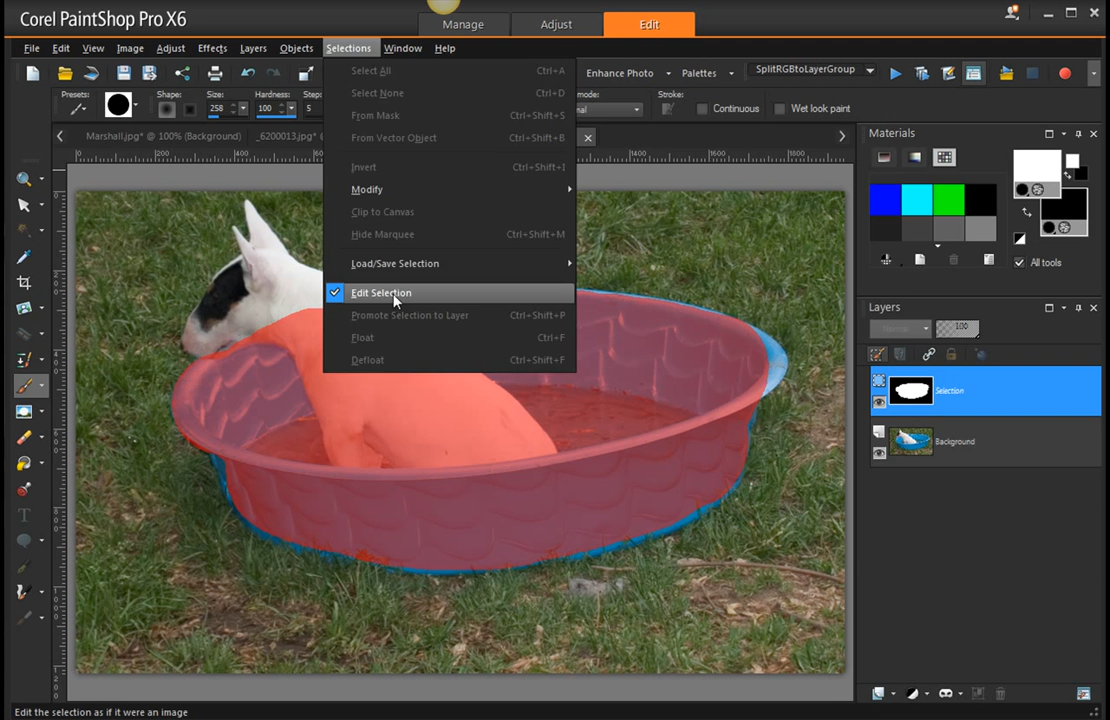 Corel PaintShop Pro X6
Manage
Adjust
Edit
File Edit View Image Adjust Effects Layers Objects Selections Window Help
Enhance Photo
Palettes
SplitRGBtoLayerGroup
Presets:
Shape:
Size:
258
Hardness:
100
Steps
5
mode:
Stroke:
Continuous
Wet look paint
Marshall.jpg* @ 100% (Background)
_6200013.jpg*
Select All Ctrl+A
Select None Ctrl+D
From Mask Ctrl+Shift+S
From Vector Object Ctrl+Shift+B
Invert Ctrl+Shift+I
Modify
Clip to Canvas
Hide Marquee Ctrl+Shift+M
Load/Save Selection
Edit Selection
Promote Selection to Layer Ctrl+Shift+P
Float Ctrl+F
Defloat Ctrl+Shift+F
Materials
All tools
Layers
Normal
100
Selection
Background
Edit the selection as if it were an image